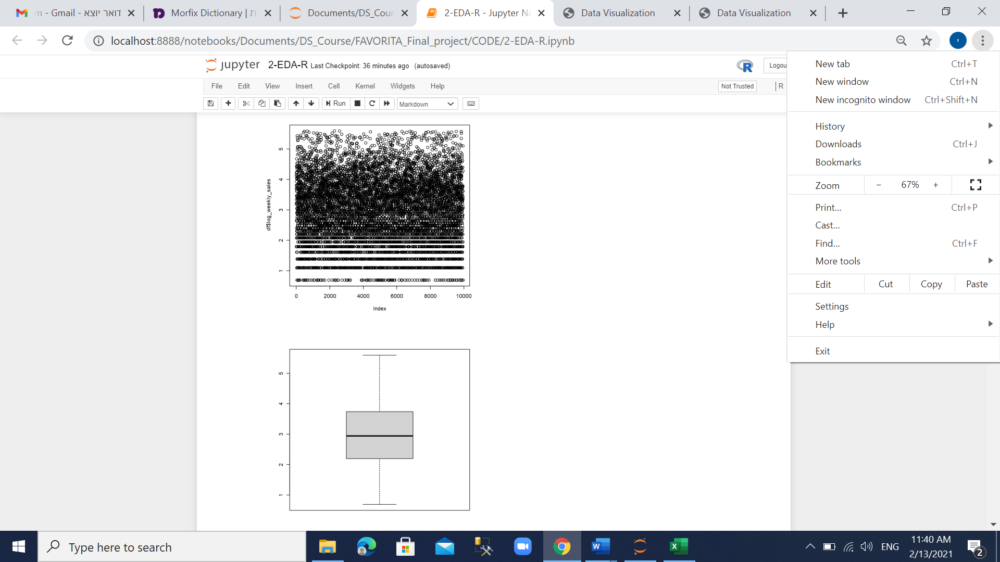 m - Gmail - דואר יוצא
Morfix Dictionary | ת
Documents/DS_Cour
2-EDA-R - Jupyter No
Data Visualization
Data Visualization
localhost:8888/notebooks/Documents/DS_Course/FAVORITA_Final_project/CODE/2-EDA-R.ipynb
jupyter 2-EDA-R Last Checkpoint: 36 minutes ago (autosaved)
R
Logou
File Edit View Insert Cell Kernel Widgets Help
Not Trusted
R
Run
Markdown
5
4
3
2
1
df$log_weekly_sales
0 2000 4000 6000 8000 10000
Index
5
4
3
2
1
New tab Ctrl+T
New window Ctrl+N
New incognito window Ctrl+Shift+N
History
Downloads Ctrl+J
Bookmarks
Zoom − 67% +
Print... Ctrl+P
Cast...
Find... Ctrl+F
More tools
Edit Cut Copy Paste
Settings
Help
Exit
Type here to search
W
X
ENG
11:40 AM
2/13/2021
2